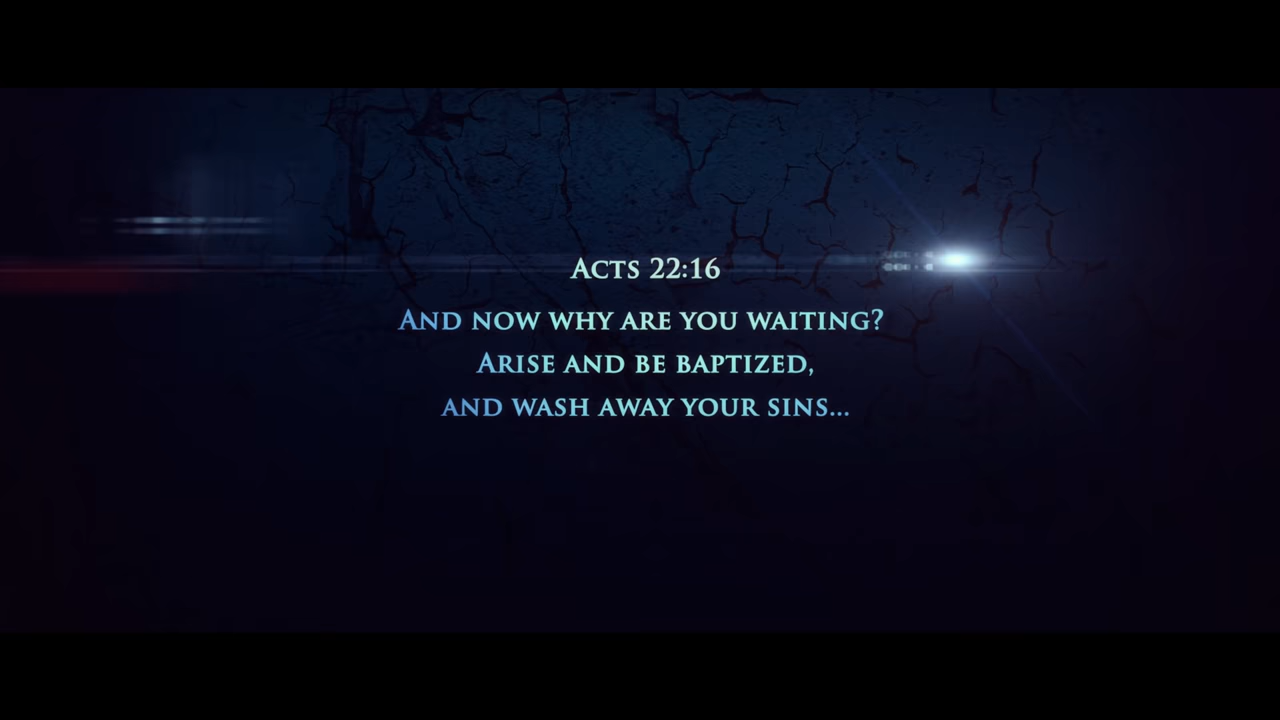 Acts 22:16
And now why are you waiting?
Arise and be baptized,
and wash away your sins...